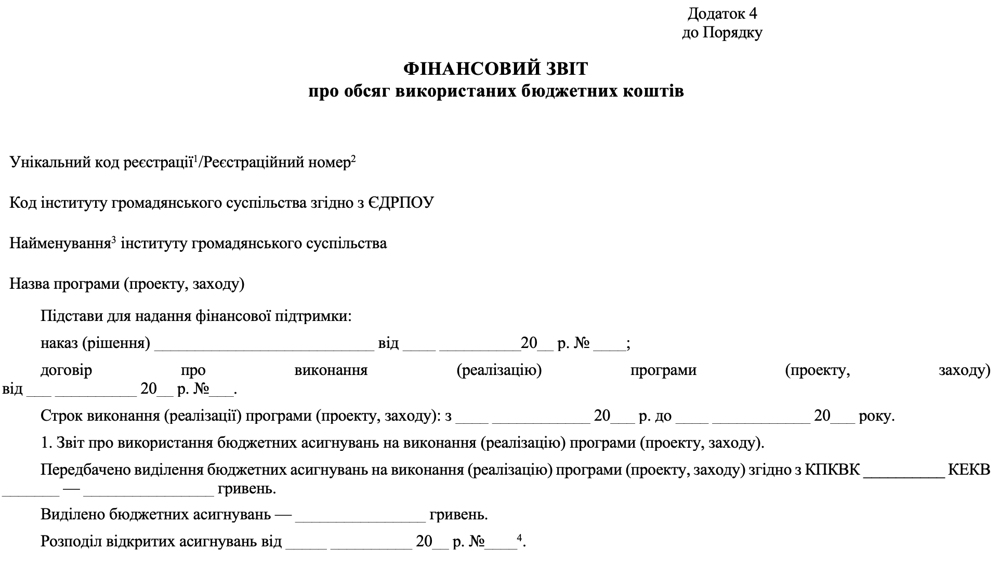 Додаток 4
до Порядку
ФІНАНСОВИЙ ЗВІТ
про обсяг використаних бюджетних коштів
Унікальний код реєстрації¹/Реєстраційний номер²
Код інституту громадянського суспільства згідно з ЄДРПОУ
Найменування³ інституту громадянського суспільства
Назва програми (проекту, заходу)
Підстави для надання фінансової підтримки:
наказ (рішення) ___________________________ від ____ __________20__ р. № ____;
договір про виконання (реалізацію) програми (проекту, заходу)
від ___ __________ 20__ р. №___.
Строк виконання (реалізації) програми (проекту, заходу): з ____ ____________ 20___ р. до ____ ____________ 20___ року.
1. Звіт про використання бюджетних асигнувань на виконання (реалізацію) програми (проекту, заходу).
Передбачено виділення бюджетних асигнувань на виконання (реалізацію) програми (проекту, заходу) згідно з КПКВК __________ КЕКВ
_______ — ________________ гривень.
Виділено бюджетних асигнувань — ________________ гривень.
Розподіл відкритих асигнувань від _____ __________ 20__ р. №____⁴.